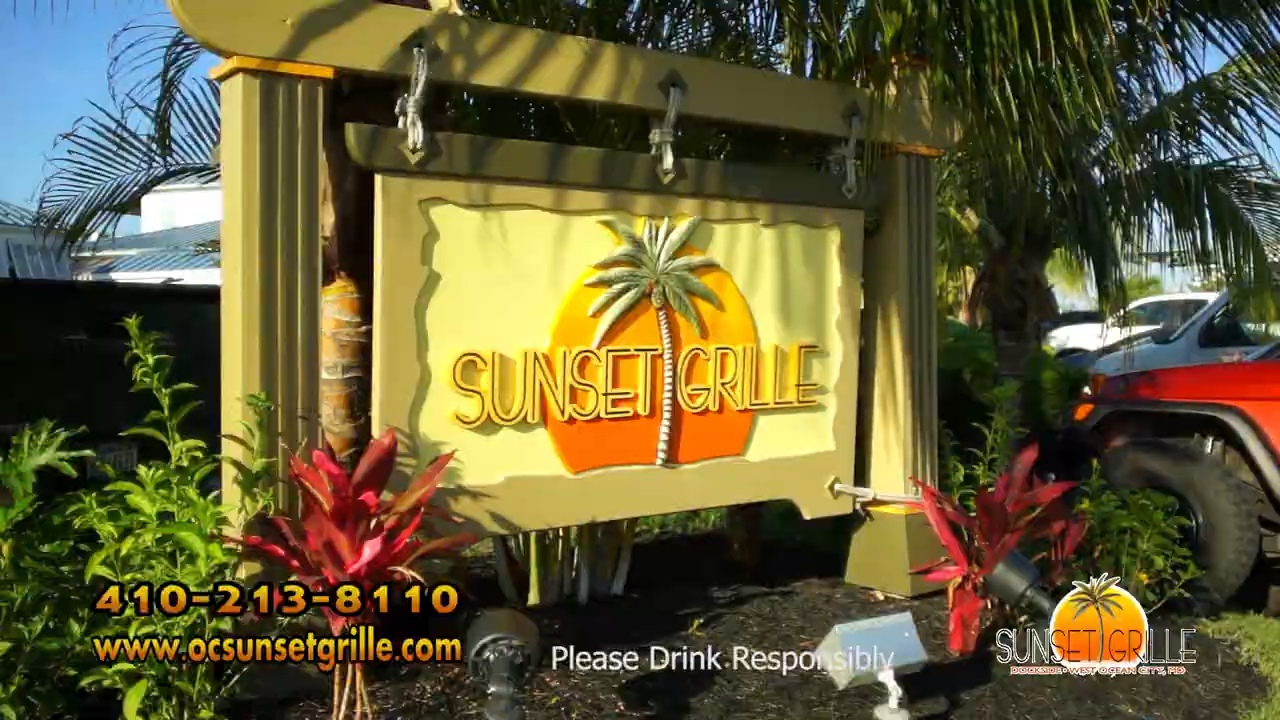 SUNSET GRILLE
410-213-8110
www.ocsunsetgrille.com
Please Drink Responsibly
SUNSET GRILLE
DOCKSIDE • WEST OCEAN CITY, MD